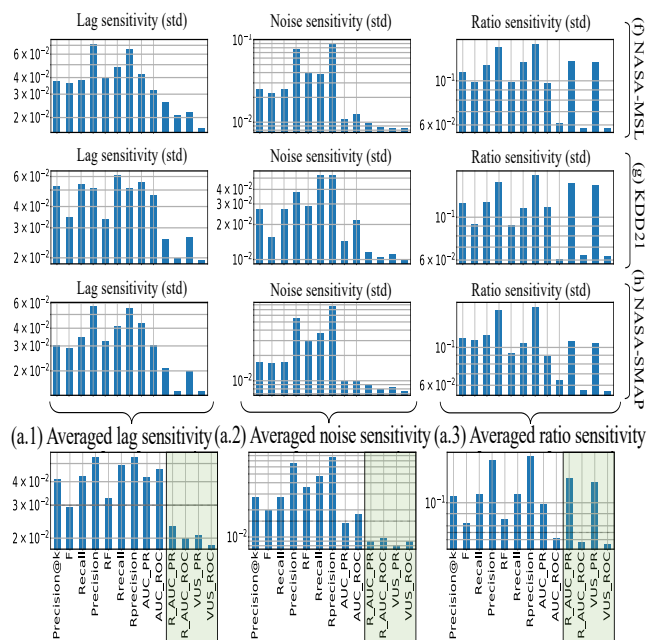 Lag sensitivity (std) Noise sensitivity (std) Ratio sensitivity (std)
6 × 10⁻²
4 × 10⁻²
3 × 10⁻²
2 × 10⁻²
10⁻¹
10⁻²
10⁻¹
6 × 10⁻²
(f) NASA-MSL
Lag sensitivity (std) Noise sensitivity (std) Ratio sensitivity (std)
6 × 10⁻²
4 × 10⁻²
3 × 10⁻²
2 × 10⁻²
4 × 10⁻²
3 × 10⁻²
2 × 10⁻²
10⁻²
10⁻¹
6 × 10⁻²
(g) KDD21
Lag sensitivity (std) Noise sensitivity (std) Ratio sensitivity (std)
6 × 10⁻²
4 × 10⁻²
3 × 10⁻²
2 × 10⁻²
10⁻²
10⁻¹
6 × 10⁻²
(h) NASA-SMAP
(a.1) Averaged lag sensitivity (a.2) Averaged noise sensitivity (a.3) Averaged ratio sensitivity
4 × 10⁻²
3 × 10⁻²
2 × 10⁻²
10⁻²
10⁻¹
Precision@k
F
Recall
Precision
RF
Rrecall
Rprecision
AUC_PR
AUC_ROC
R_AUC_PR
R_AUC_ROC
VUS_PR
VUS_ROC
Precision@k
F
Recall
Precision
RF
Rrecall
Rprecision
AUC_PR
AUC_ROC
R_AUC_PR
R_AUC_ROC
VUS_PR
VUS_ROC
Precision@k
F
Recall
Precision
RF
Rrecall
Rprecision
AUC_PR
AUC_ROC
R_AUC_PR
R_AUC_ROC
VUS_PR
VUS_ROC